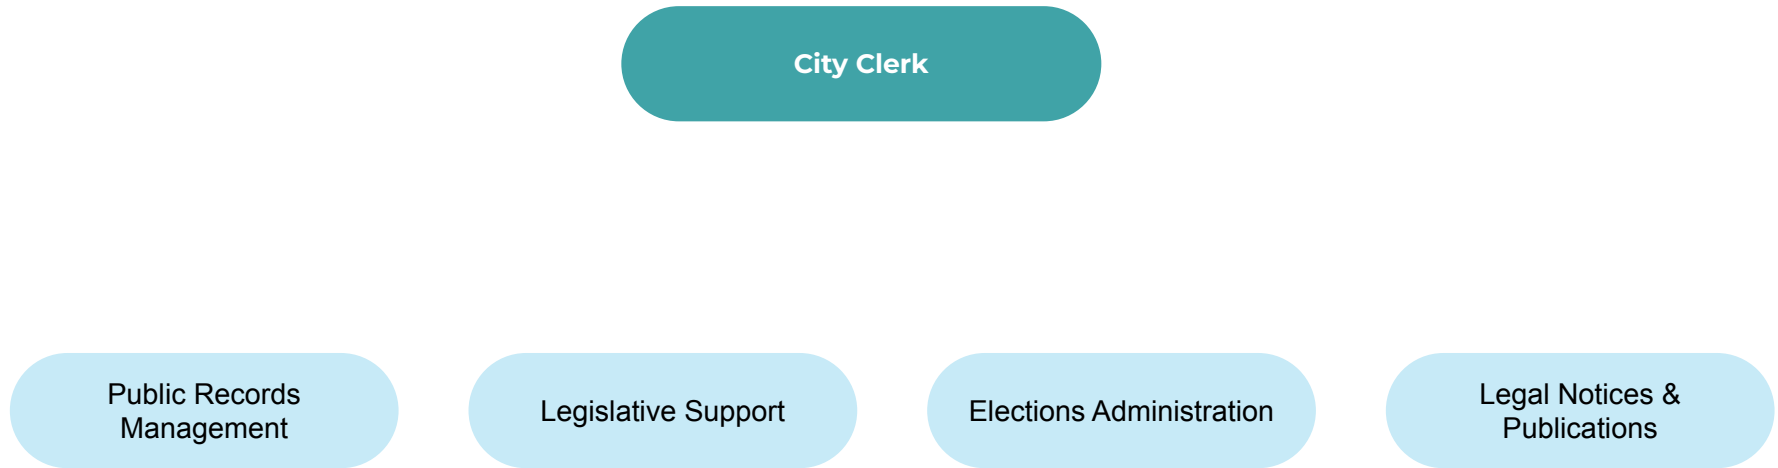 City Clerk
Public Records
Management
Legislative Support
Elections Administration
Legal Notices &
Publications